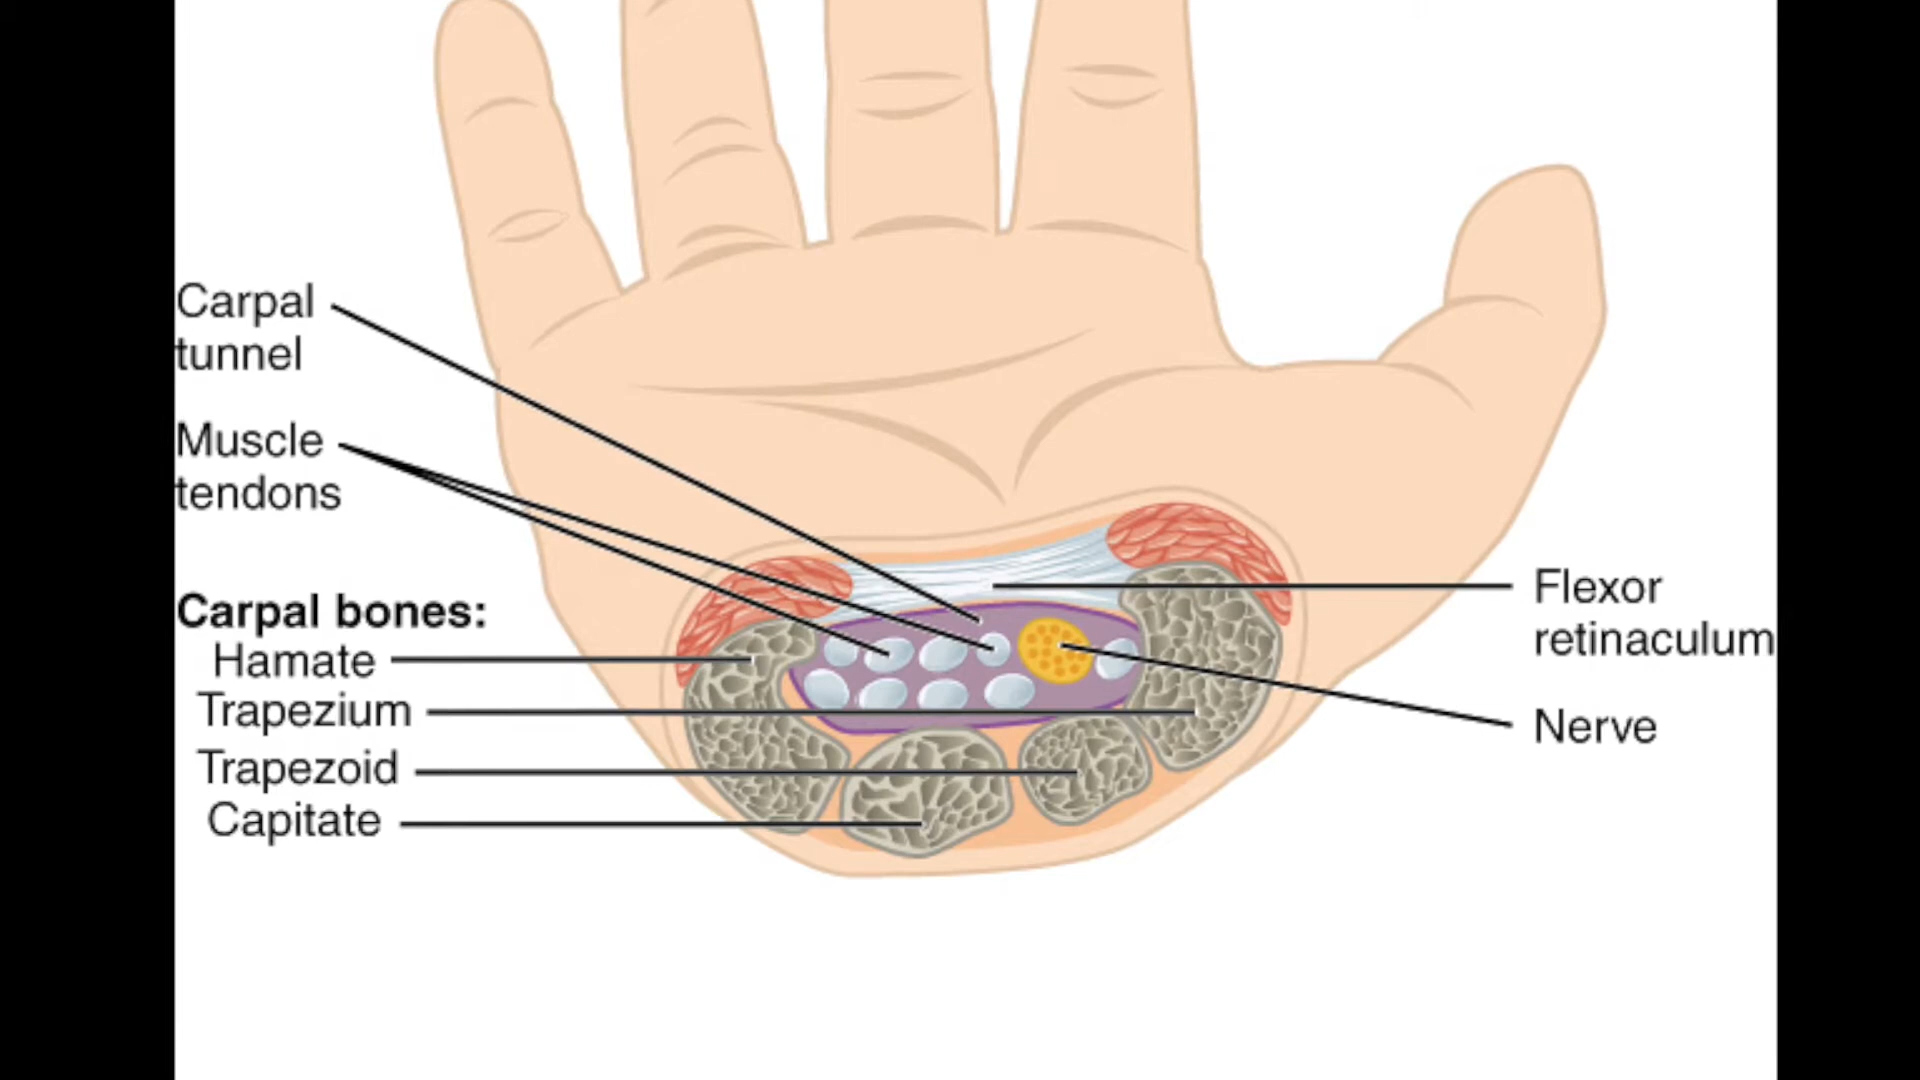 Carpal
tunnel
Muscle
tendons
Carpal bones:
Hamate
Trapezium
Trapezoid
Capitate
Flexor
retinaculum
Nerve